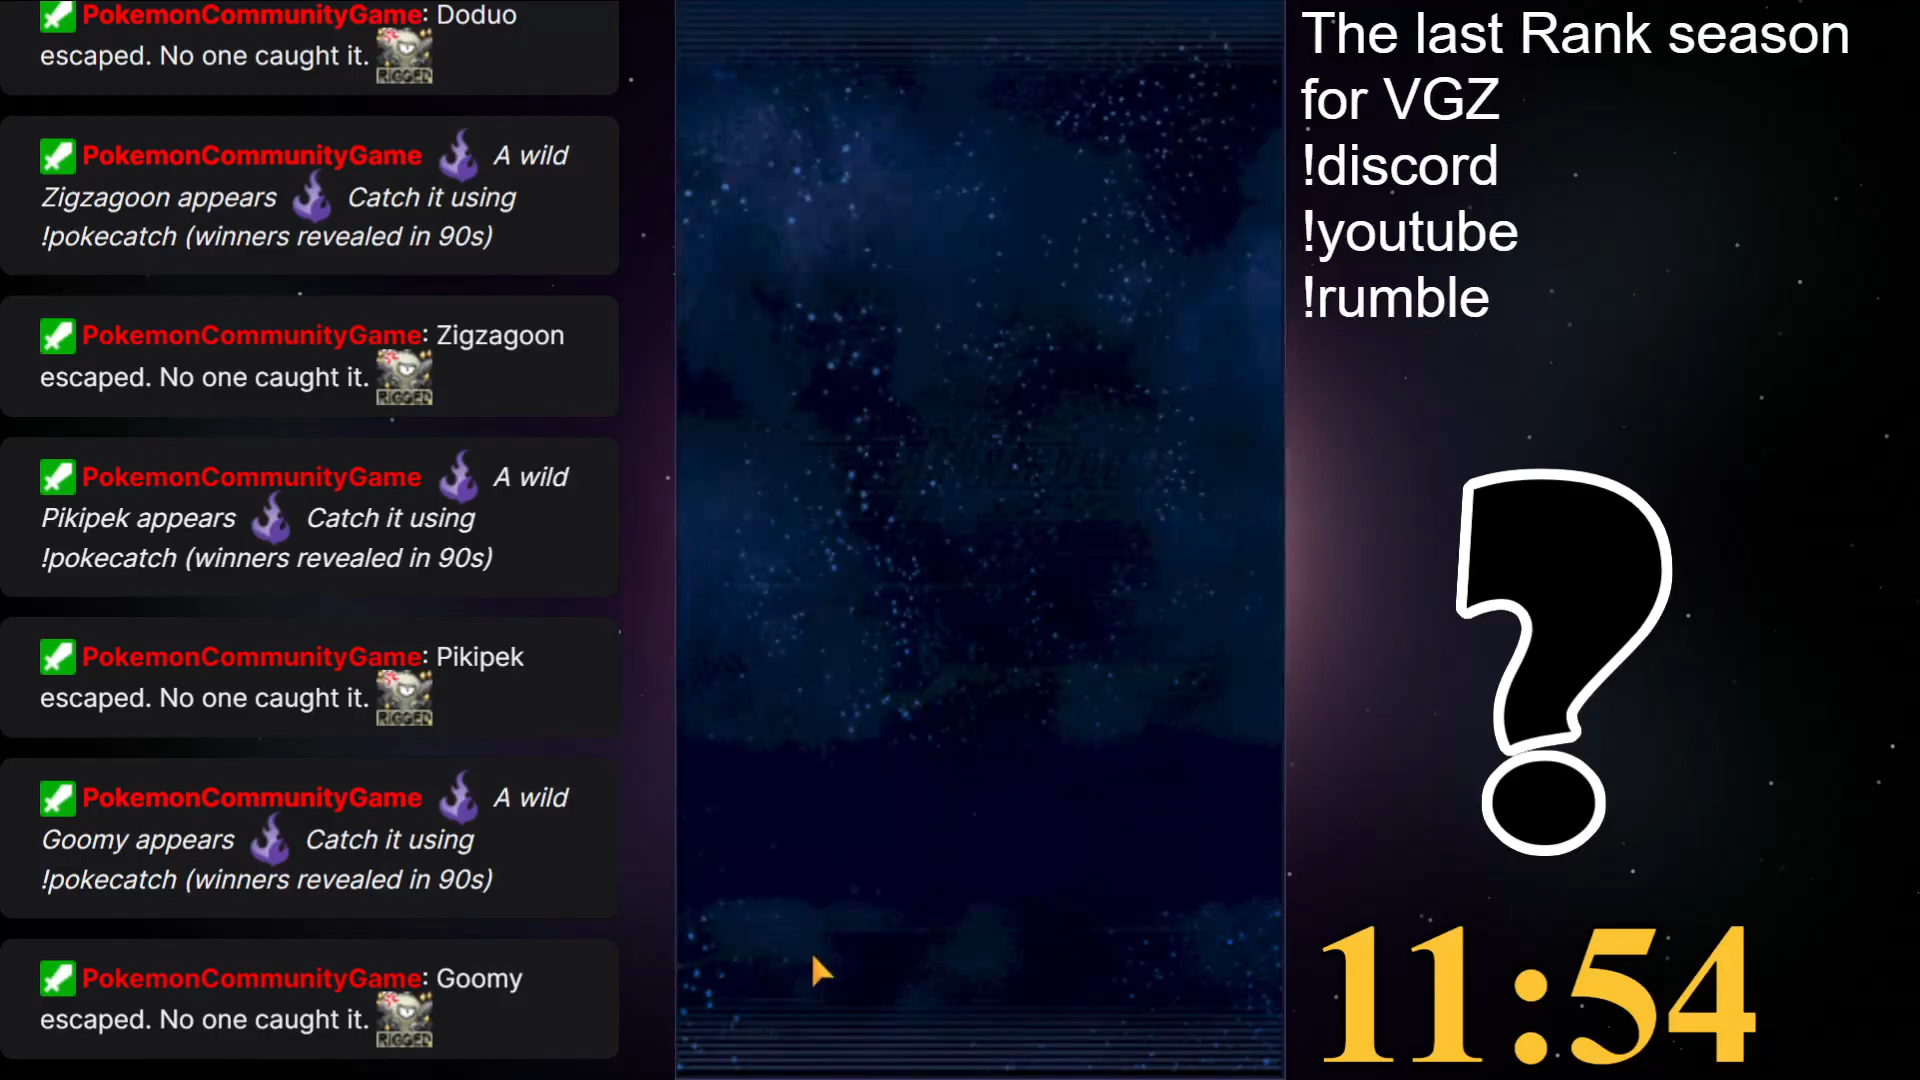 PokemonCommunityGame: Doduo
escaped. No one caught it. RIGGED
PokemonCommunityGame A wild
Zigzagoon appears Catch it using
!pokecatch (winners revealed in 90s)
PokemonCommunityGame: Zigzagoon
escaped. No one caught it. RIGGED
PokemonCommunityGame A wild
Pikipek appears Catch it using
!pokecatch (winners revealed in 90s)
PokemonCommunityGame: Pikipek
escaped. No one caught it. RIGGED
PokemonCommunityGame A wild
Goomy appears Catch it using
!pokecatch (winners revealed in 90s)
PokemonCommunityGame: Goomy
escaped. No one caught it. RIGGED
The last Rank season
for VGZ
!discord
!youtube
!rumble
?
11:54